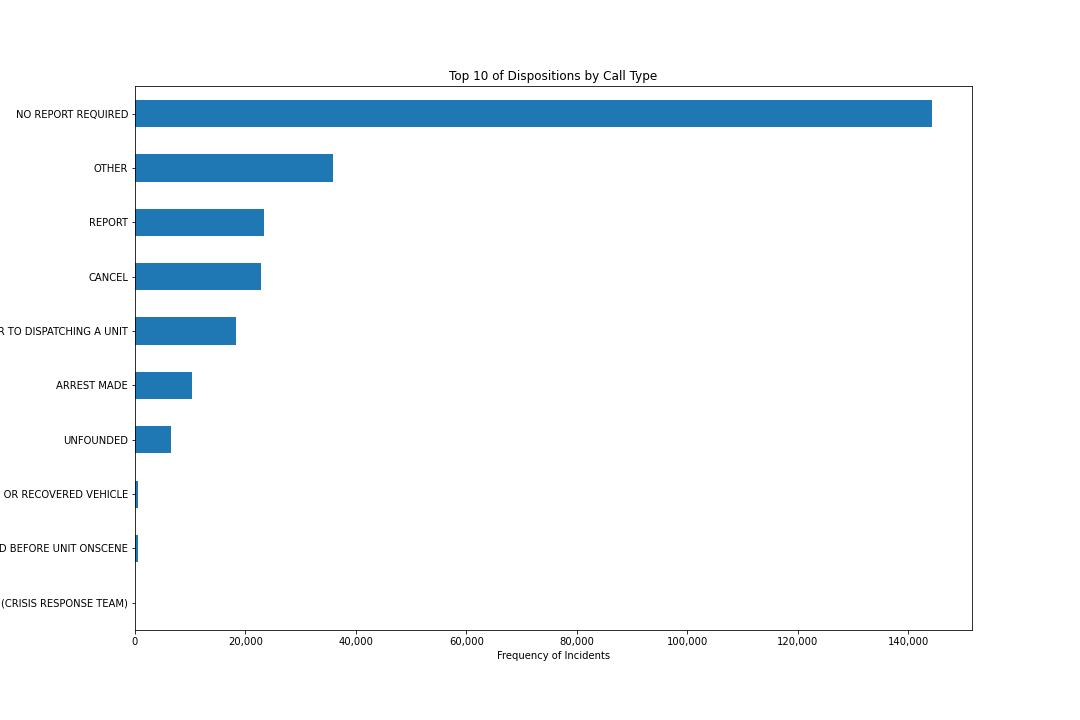 Top 10 of Dispositions by Call Type
NO REPORT REQUIRED
OTHER
REPORT
CANCEL
R TO DISPATCHING A UNIT
ARREST MADE
UNFOUNDED
OR RECOVERED VEHICLE
D BEFORE UNIT ONSCENE
(CRISIS RESPONSE TEAM)
0 20,000 40,000 60,000 80,000 100,000 120,000 140,000
Frequency of Incidents